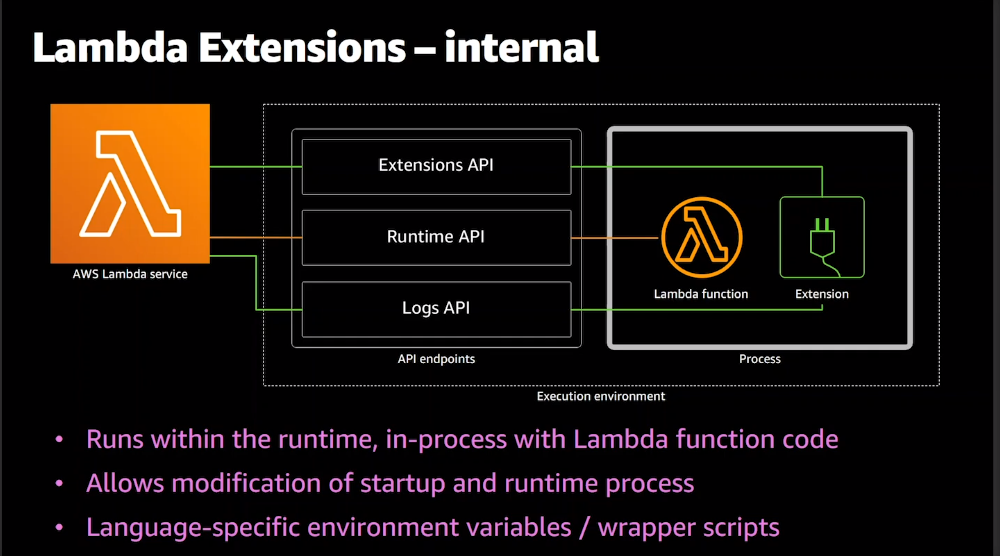 Lambda Extensions – internal
Extensions API
Runtime API
Logs API
AWS Lambda service
Lambda function
Extension
API endpoints
Process
Execution environment
• Runs within the runtime, in-process with Lambda function code
• Allows modification of startup and runtime process
• Language-specific environment variables / wrapper scripts